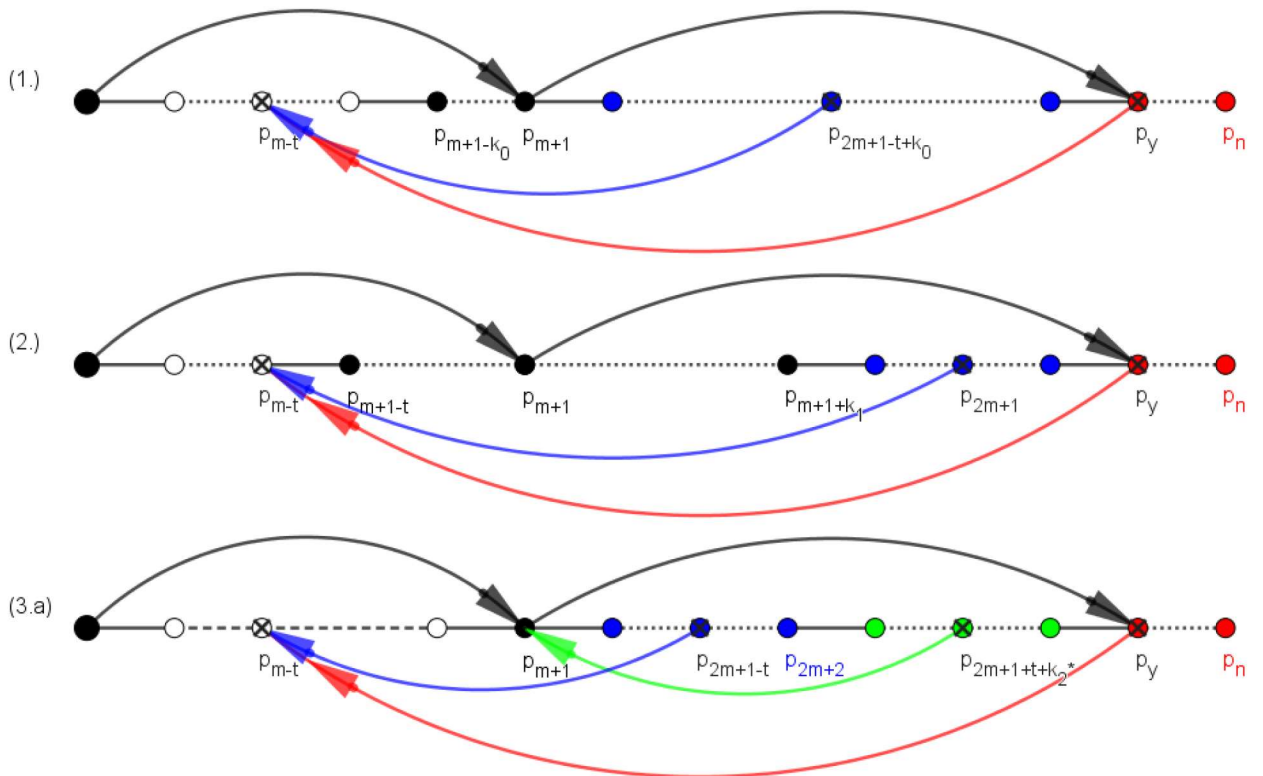 (1.)
p_{m-t} p_{m+1-k_0} p_{m+1} p_{2m+1-t+k_0} p_y p_n
(2.)
p_{m-t} p_{m+1-t} p_{m+1} p_{m+1+k_1} p_{2m+1} p_y p_n
(3.a)
p_{m-t} p_{m+1} p_{2m+1-t} p_{2m+2} p_{2m+1+t+k_2^*} p_y p_n